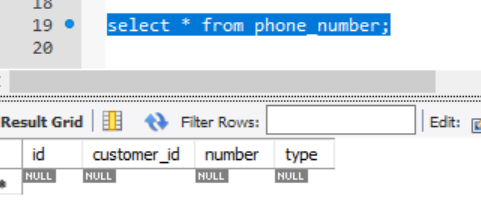 18
19 select * from phone_number;
20
Result Grid Filter Rows: Edit:
id customer_id number type
* NULL NULL NULL NULL